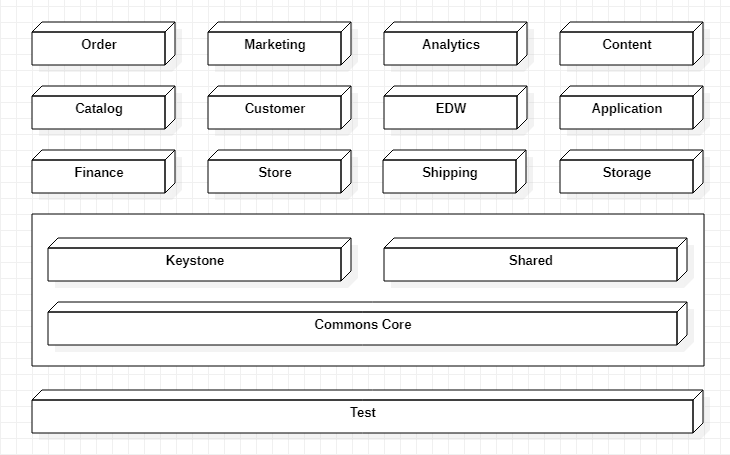 Order
Marketing
Analytics
Content
Catalog
Customer
EDW
Application
Finance
Store
Shipping
Storage
Keystone
Shared
Commons Core
Test